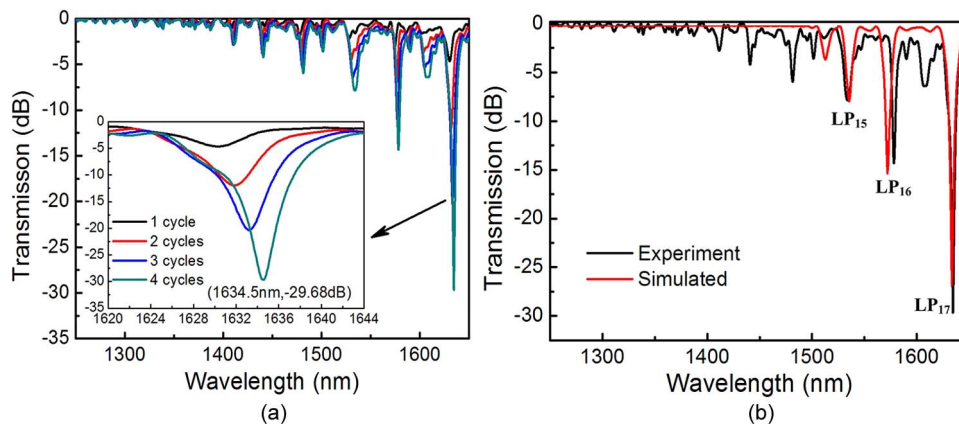 0
-5
-10
-15
-20
-25
-30
-35
Transmisson (dB)
0
-5
-10
-15
-20
-25
-30
-35
1 cycle
2 cycles
3 cycles
4 cycles
(1634.5nm,-29.68dB)
1620 1624 1628 1632 1636 1640 1644
1300 1400 1500 1600
Wavelength (nm)
(a)
0
-5
-10
-15
-20
-25
-30
Transmission (dB)
LP15
LP16
LP17
Experiment
Simulated
1300 1400 1500 1600
Wavelength (nm)
(b)